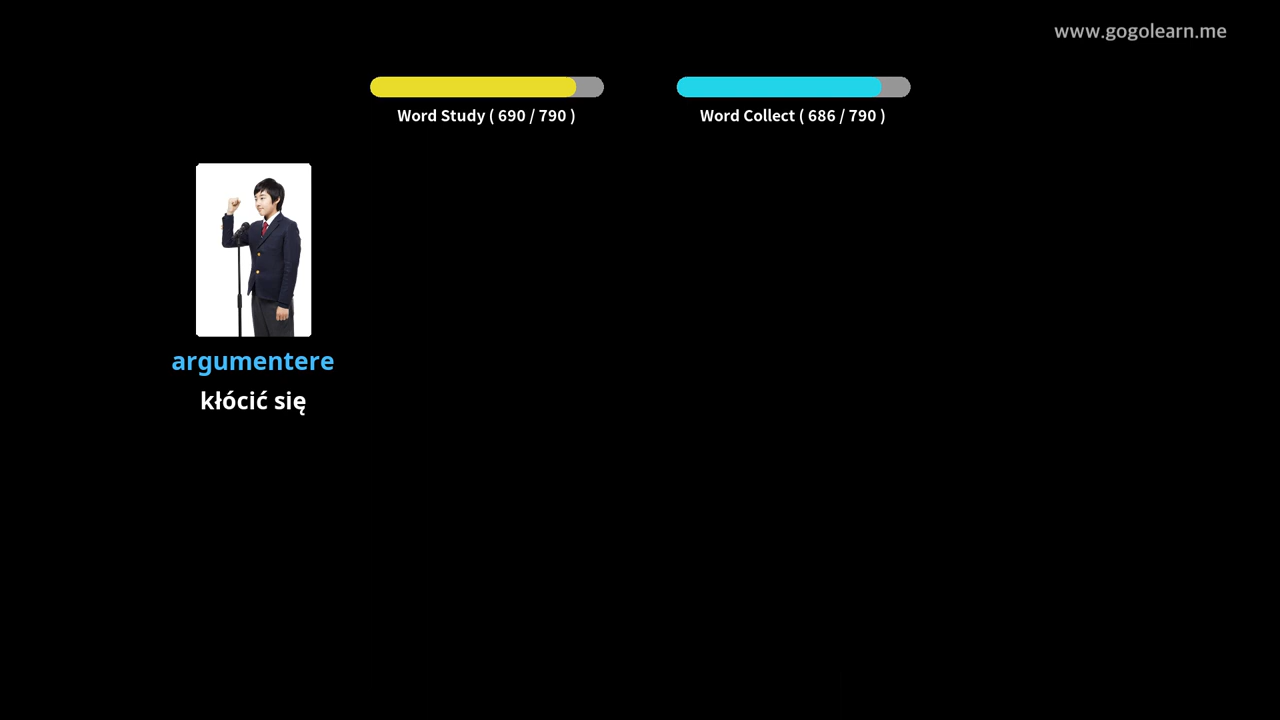 www.gogolearn.me
Word Study ( 690 / 790 )
Word Collect ( 686 / 790 )
argumentere
kłócić się